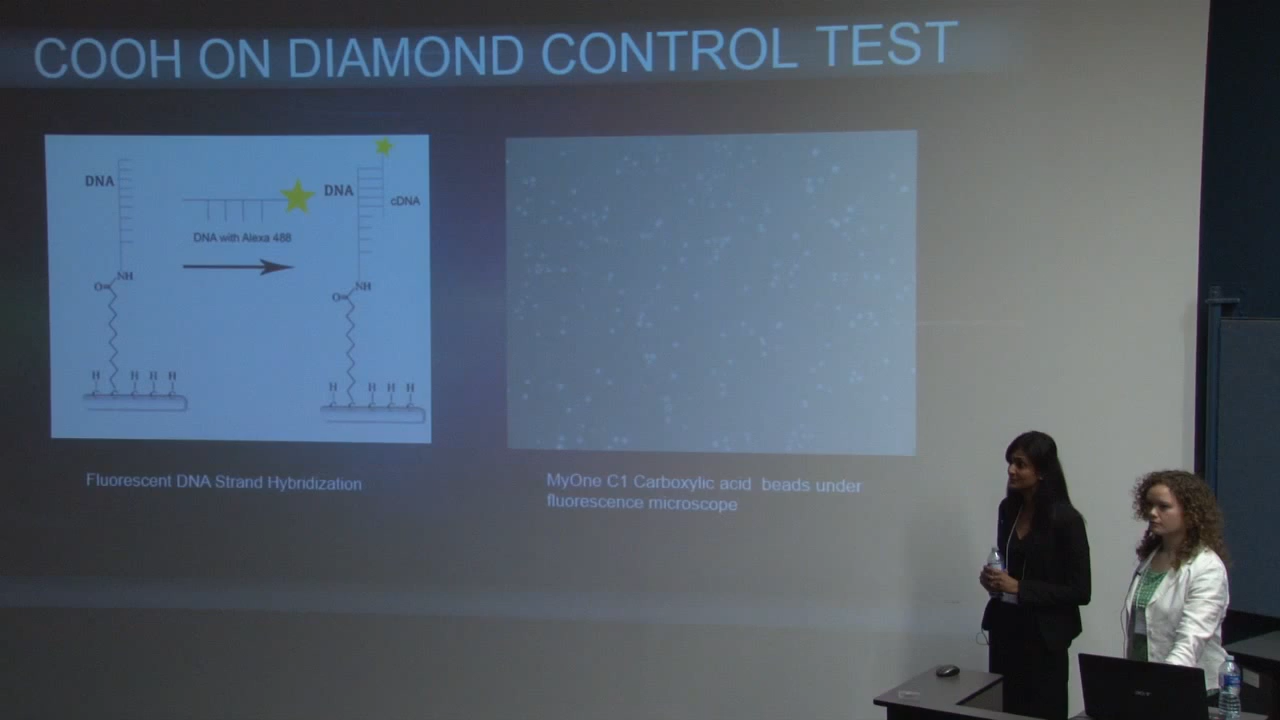 COOH ON DIAMOND CONTROL TEST
DNA
DNA
cDNA
DNA with Alexa 488
NH
O
NH
O
H H H H
H H H H
Fluorescent DNA Strand Hybridization
MyOne C1 Carboxylic acid beads under
fluorescence microscope
acer